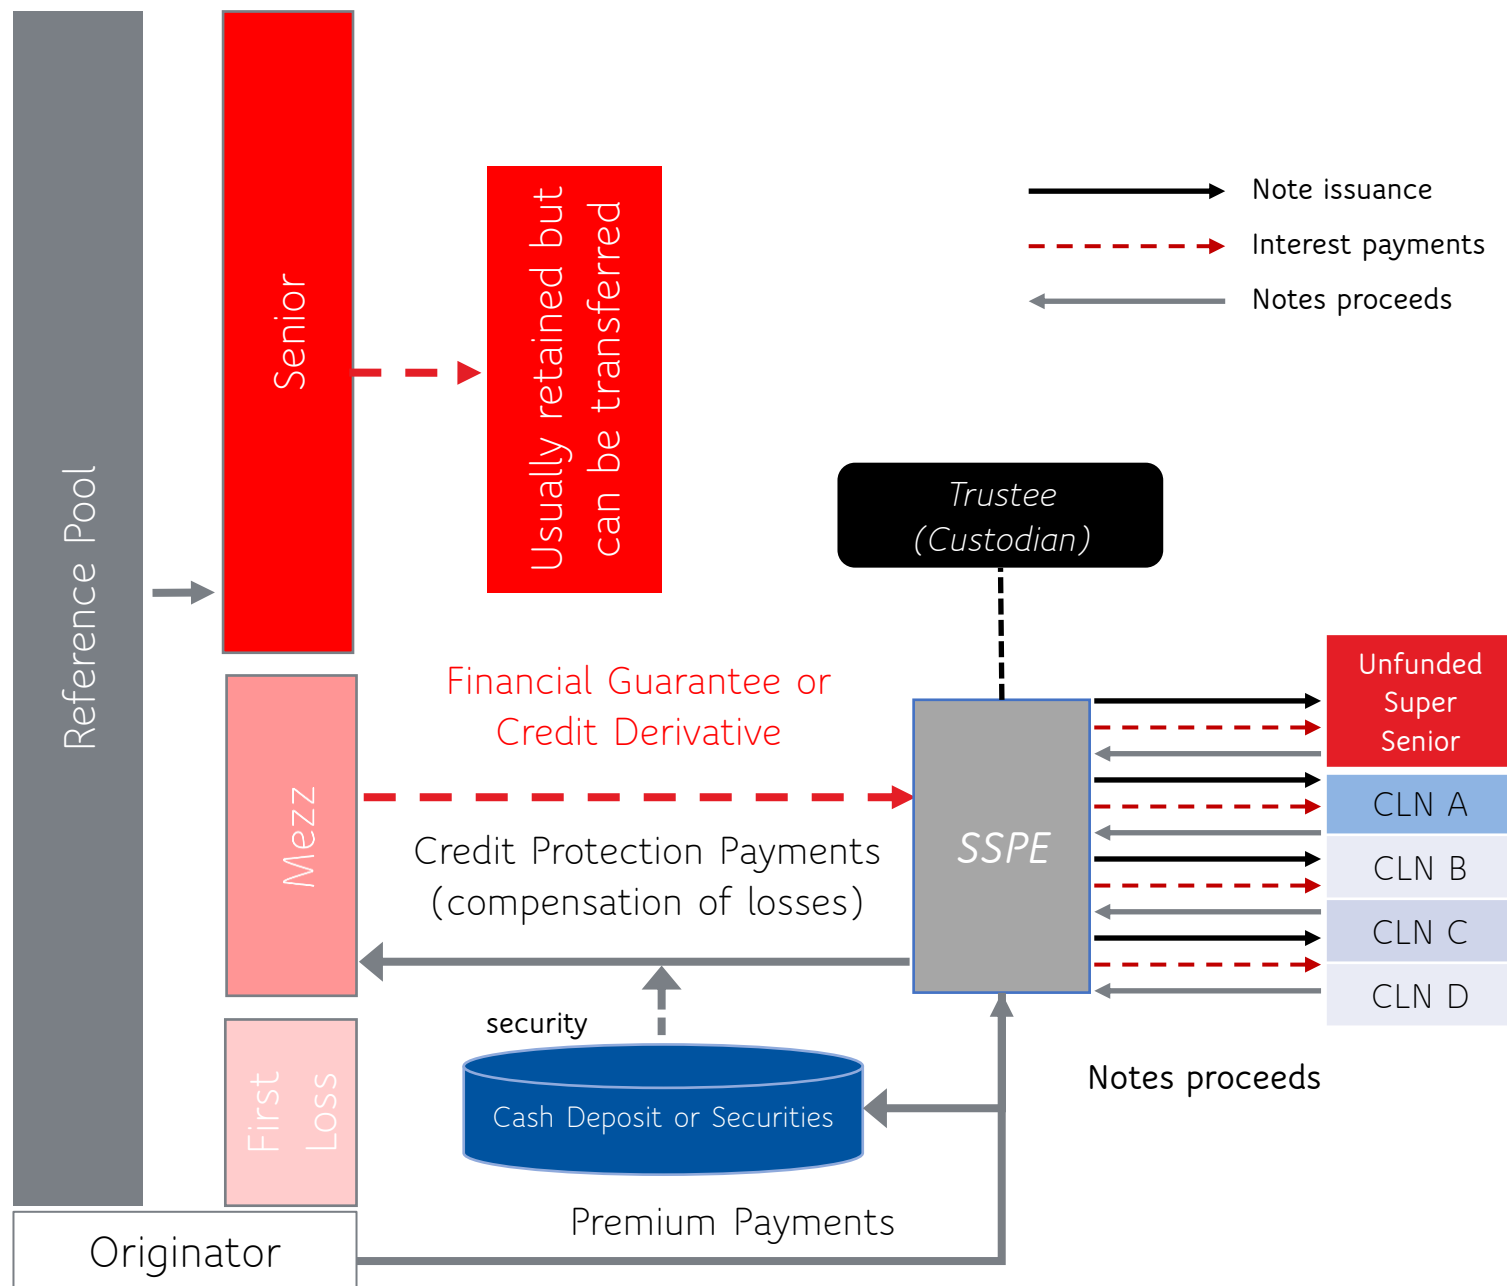 Reference Pool
Senior
Usually retained but
can be transferred
Note issuance
Interest payments
Notes proceeds
Trustee
(Custodian)
Financial Guarantee or
Credit Derivative
Mezz
Credit Protection Payments
(compensation of losses)
SSPE
Unfunded
Super
Senior
CLN A
CLN B
CLN C
CLN D
security
First
Loss
Cash Deposit or Securities
Notes proceeds
Premium Payments
Originator